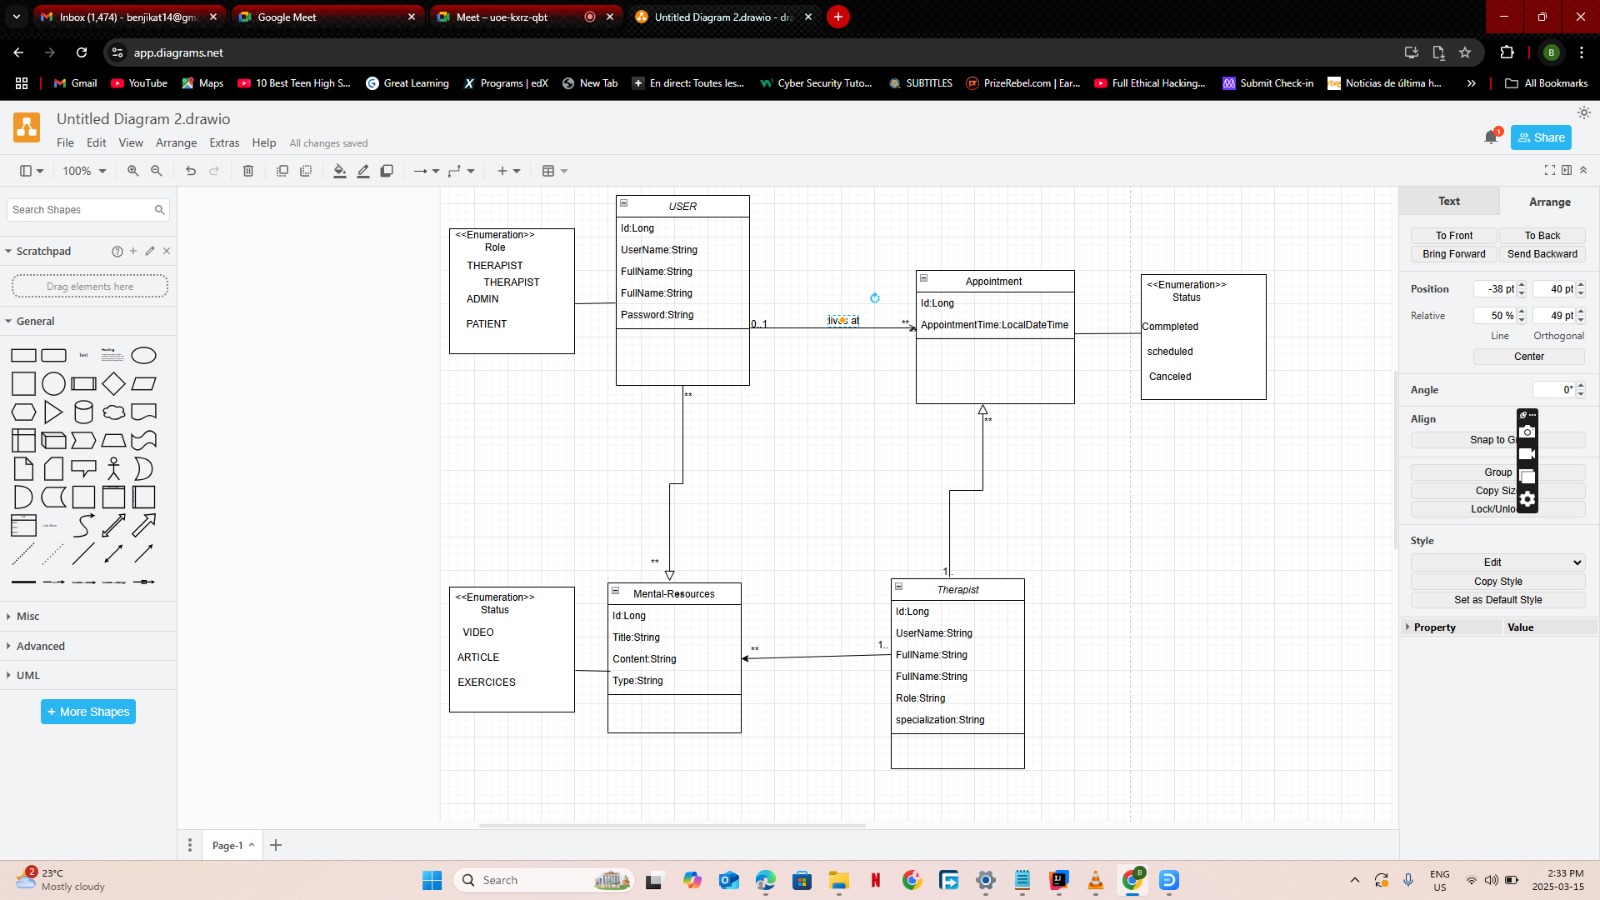 Inbox (1,474) - benjikat14@gm
Google Meet
Meet – uoe-kxrz-qbt
Untitled Diagram 2.drawio - dr
app.diagrams.net
B
Gmail
YouTube
Maps
10 Best Teen High S...
Great Learning
Programs | edX
New Tab
En direct: Toutes les...
Cyber Security Tuto...
SUBTITLES
PrizeRebel.com | Ear...
Full Ethical Hacking...
Submit Check-in
Noticias de última h...
All Bookmarks
Untitled Diagram 2.drawio
File Edit View Arrange Extras Help All changes saved
1
Share
100%
Search Shapes
Scratchpad
Drag elements here
General
Text
Misc
Advanced
UML
+ More Shapes
<<Enumeration>>
Role
THERAPIST
THERAPIST
ADMIN
PATIENT
USER
Id:Long
UserName:String
FullName:String
FullName:String
Password:String
0..1
lives at
**
Appointment
Id:Long
AppointmentTime:LocalDateTime
<<Enumeration>>
Status
Commpleted
scheduled
Canceled
**
**
**
1..
<<Enumeration>>
Status
VIDEO
ARTICLE
EXERCICES
Mental-Resources
Id:Long
Title:String
Content:String
Type:String
**
1..
Therapist
Id:Long
UserName:String
FullName:String
FullName:String
Role:String
specialization:String
Text
Arrange
To Front
To Back
Bring Forward
Send Backward
Position
-38 pt
40 pt
Relative
50 %
49 pt
Line
Orthogonal
Center
Angle
0°
Align
Snap to G
Group
Copy Siz
Lock/Unlo
Style
Edit
Copy Style
Set as Default Style
Property
Value
Page-1
2
23°C
Mostly cloudy
Search
ENG
US
2:33 PM
2025-03-15